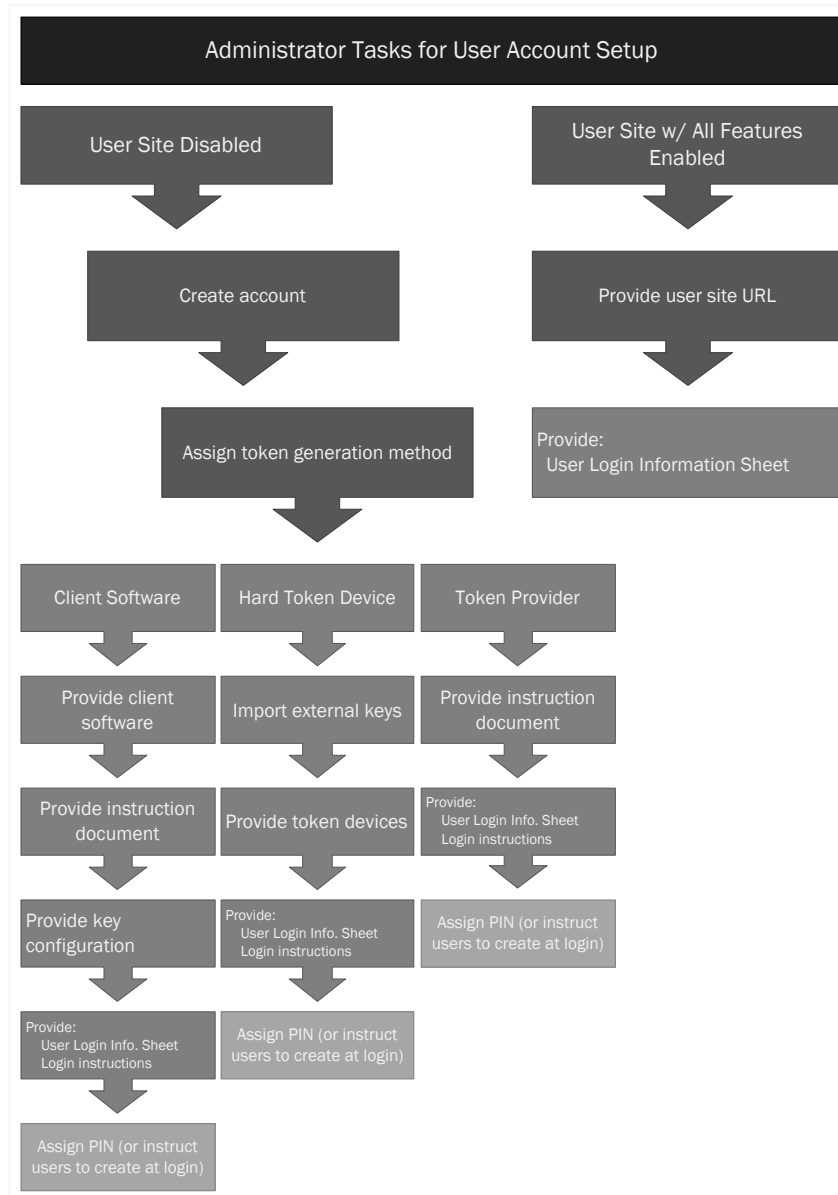 Administrator Tasks for User Account Setup
User Site Disabled
User Site w/ All Features
Enabled
Create account
Provide user site URL
Assign token generation method
Provide:
User Login Information Sheet
Client Software
Hard Token Device
Token Provider
Provide client
software
Import external keys
Provide instruction
document
Provide instruction
document
Provide token devices
Provide:
User Login Info. Sheet
Login instructions
Provide key
configuration
Provide:
User Login Info. Sheet
Login instructions
Assign PIN (or instruct
users to create at login)
Provide:
User Login Info. Sheet
Login instructions
Assign PIN (or instruct
users to create at login)
Assign PIN (or instruct
users to create at login)